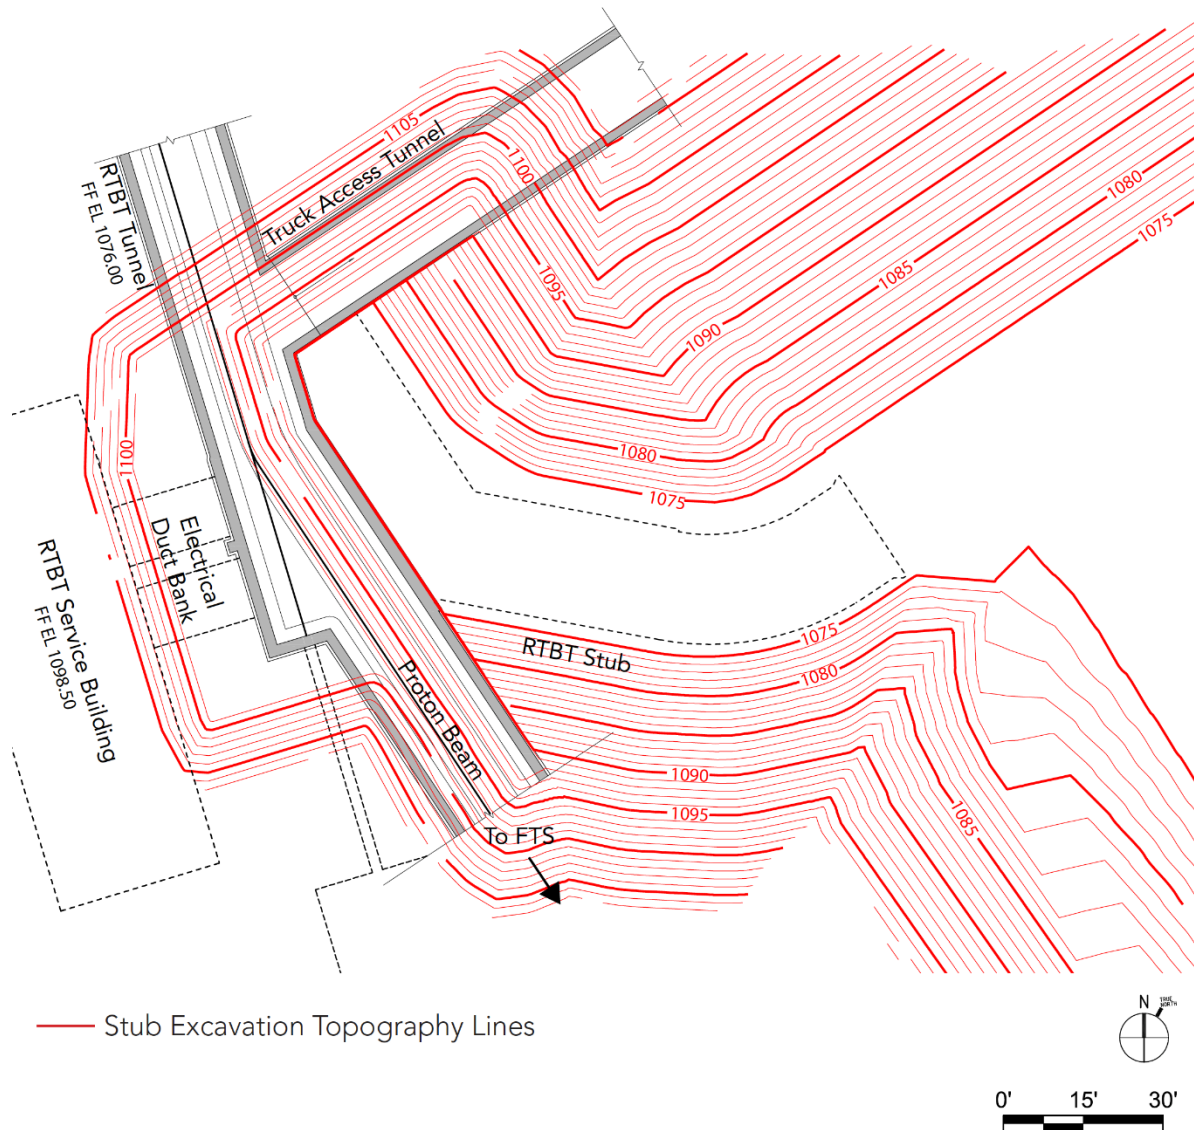 1105
Truck Access Tunnel
1100
RTBT Tunnel
FF EL 1076.00
1080
1075
1095
1085
1090
1080
1075
1100
Electrical
Duct Bank
RTBT Service Building
FF EL 1098.50
RTBT Stub
1075
1080
Proton Beam
1090
1095
1085
To FTS
Stub Excavation Topography Lines
N
TRUE
NORTH
0' 15' 30'